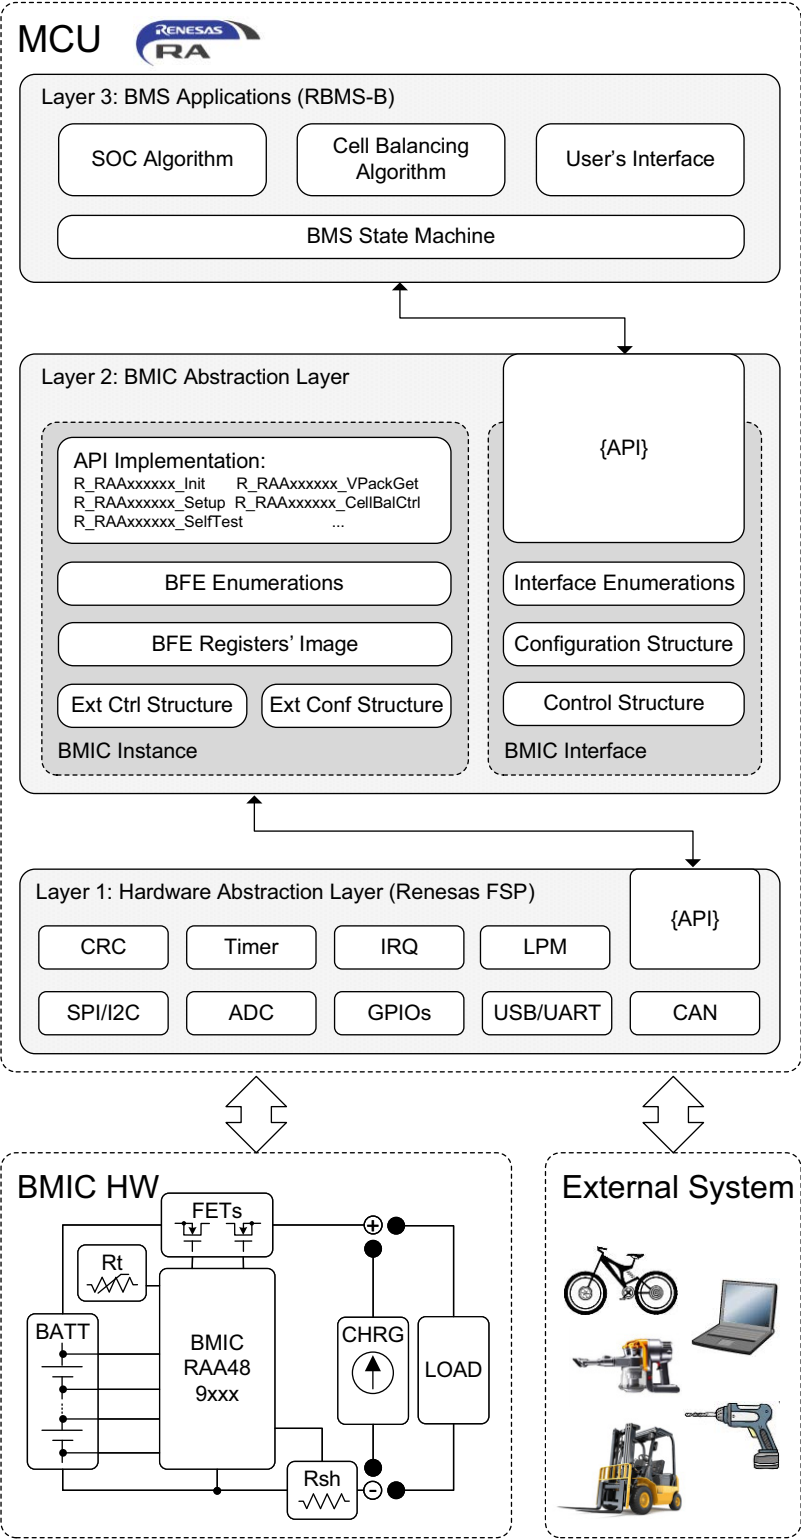 MCU
RENESAS
RA
Layer 3: BMS Applications (RBMS-B)
SOC Algorithm
Cell Balancing
Algorithm
User's Interface
BMS State Machine
Layer 2: BMIC Abstraction Layer
{API}
API Implementation:
R_RAAxxxxxx_Init R_RAAxxxxxx_VPackGet
R_RAAxxxxxx_Setup R_RAAxxxxxx_CellBalCtrl
R_RAAxxxxxx_SelfTest ...
BFE Enumerations
BFE Registers' Image
Ext Ctrl Structure
Ext Conf Structure
BMIC Instance
Interface Enumerations
Configuration Structure
Control Structure
BMIC Interface
Layer 1: Hardware Abstraction Layer (Renesas FSP)
{API}
CRC
Timer
IRQ
LPM
SPI/I2C
ADC
GPIOs
USB/UART
CAN
BMIC HW
FETs
Rt
BATT
BMIC
RAA48
9xxx
CHRG
LOAD
Rsh
External System